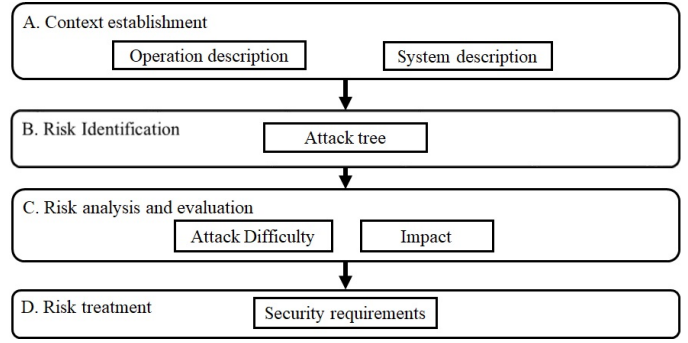 A. Context establishment
Operation description
System description
B. Risk Identification
Attack tree
C. Risk analysis and evaluation
Attack Difficulty
Impact
D. Risk treatment
Security requirements